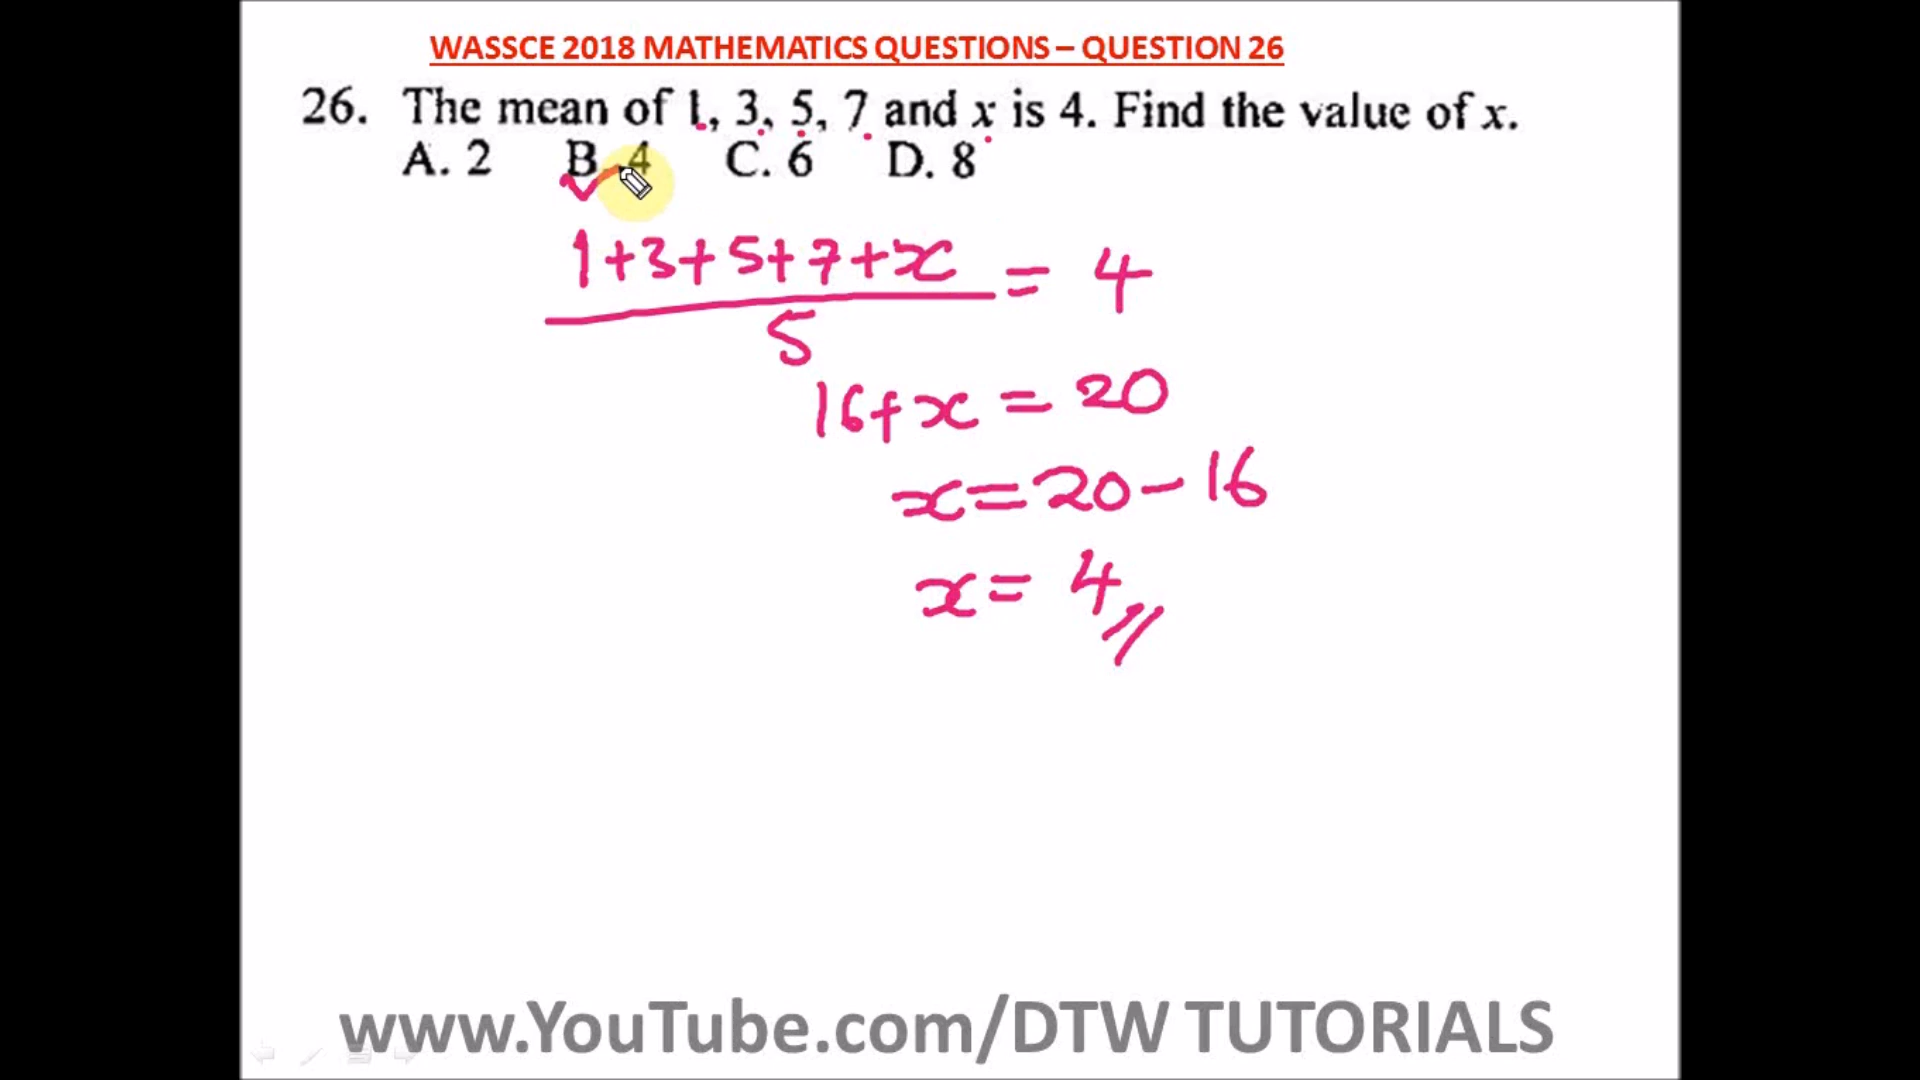 WASSCE 2018 MATHEMATICS QUESTIONS – QUESTION 26
26. The mean of 1, 3, 5, 7 and x is 4. Find the value of x.
A. 2 B. 4 C. 6 D. 8
1+3+5+7+x
5
= 4
16+x = 20
x = 20 - 16
x = 4
www.YouTube.com/DTW TUTORIALS